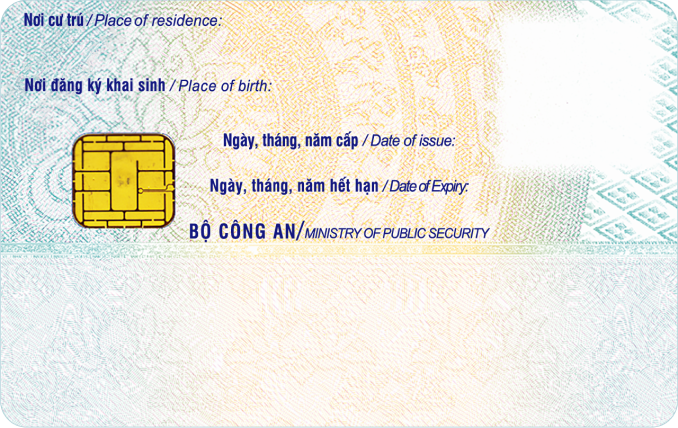 Nơi cư trú / Place of residence:
Nơi đăng ký khai sinh / Place of birth:
Ngày, tháng, năm cấp / Date of issue:
Ngày, tháng, năm hết hạn / Date of Expiry:
BỘ CÔNG AN/MINISTRY OF PUBLIC SECURITY